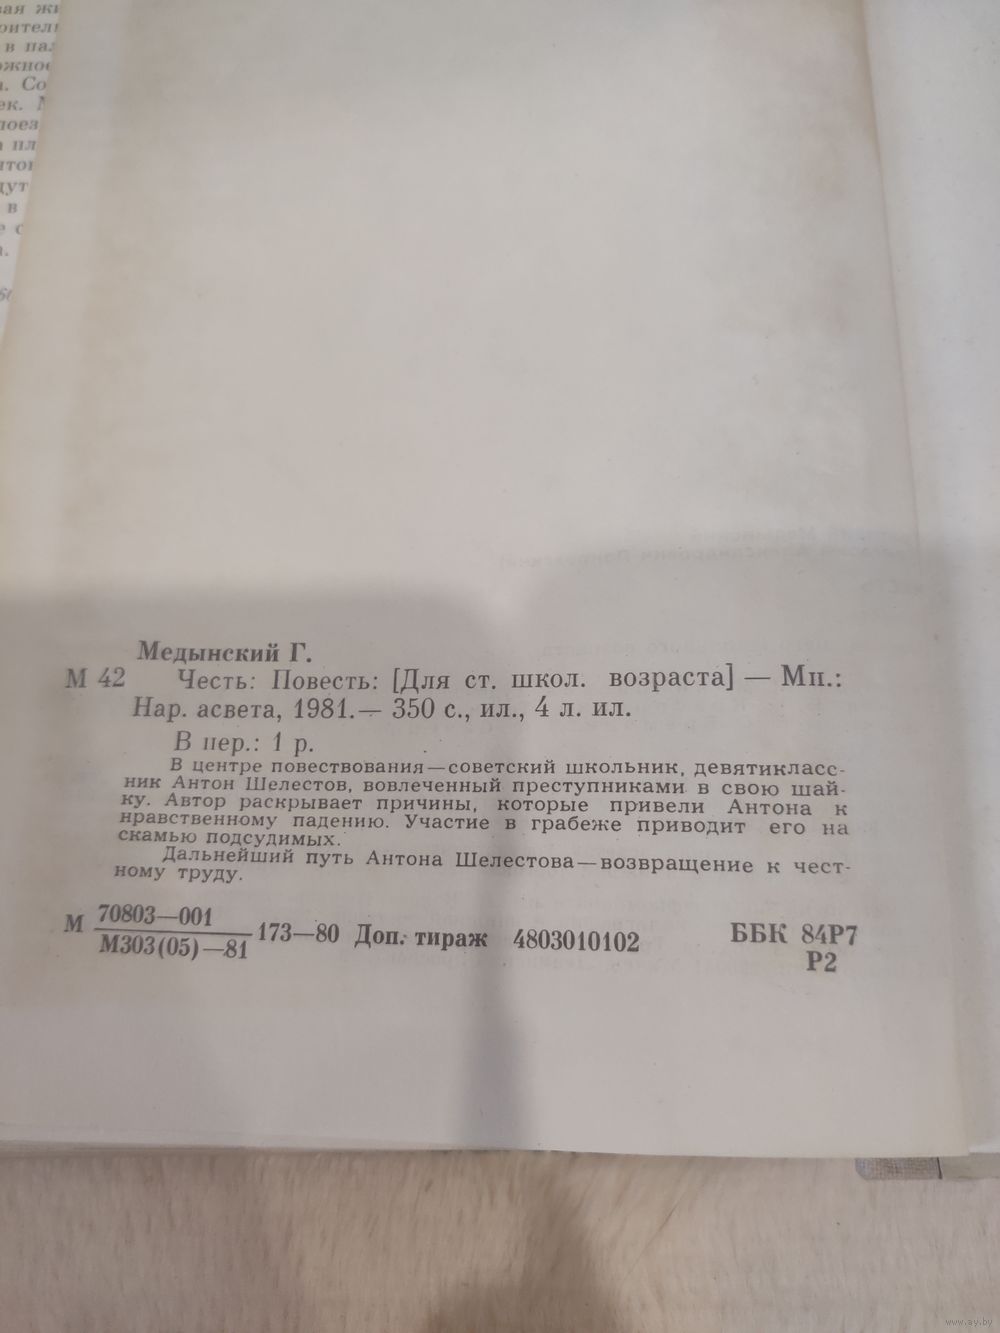 Медынский Г.
М 42 Честь: Повесть: [Для ст. школ. возраста] — Мн.:
Нар. асвета, 1981.— 350 с., ил., 4 л. ил.
В пер.: 1 р.
В центре повествования—советский школьник, девятикласс-
ник Антон Шелестов, вовлеченный преступниками в свою шай-
ку. Автор раскрывает причины, которые привели Антона к
нравственному падению. Участие в грабеже приводит его на
скамью подсудимых.
Дальнейший путь Антона Шелестова—возвращение к чест-
ному труду.
М 70803—001
М303(05)—81 173—80 Доп. тираж 4803010102 ББК 84Р7
Р2
www.ay.by